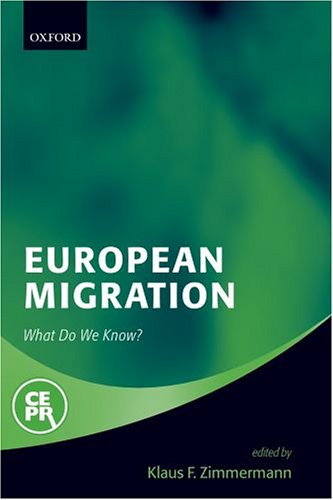 OXFORD
EUROPEAN
MIGRATION
What Do We Know?
CE
PR
edited by
Klaus F. Zimmermann